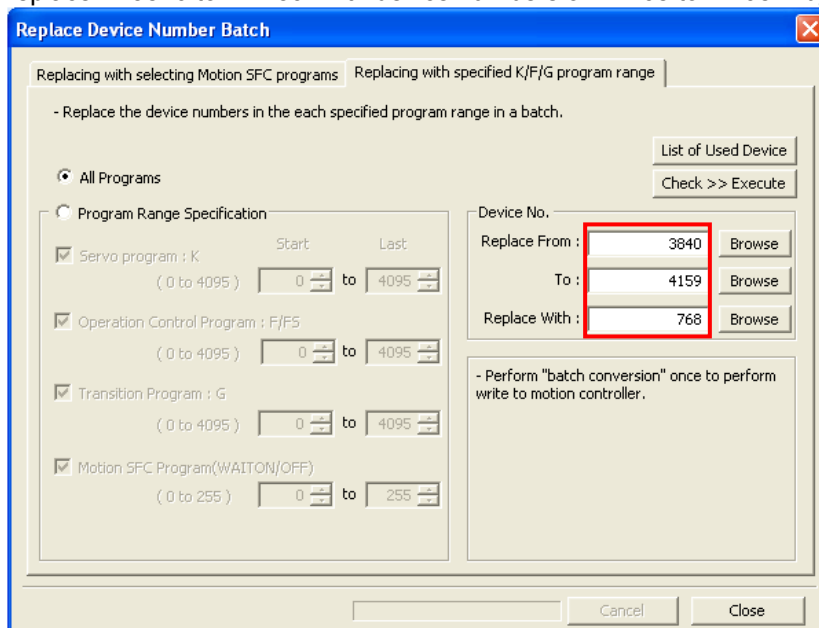 Replace Device Number Batch
Replacing with selecting Motion SFC programs Replacing with specified K/F/G program range
- Replace the device numbers in the each specified program range in a batch.
List of Used Device
All Programs
Check >> Execute
Program Range Specification
Device No.
Start Last
Replace From : 3840 Browse
Servo program : K
( 0 to 4095 ) 0 to 4095
To : 4159 Browse
Operation Control Program : F/FS
Replace With : 768 Browse
( 0 to 4095 ) 0 to 4095
- Perform "batch conversion" once to perform
write to motion controller.
Transition Program : G
( 0 to 4095 ) 0 to 4095
Motion SFC Program(WAITON/OFF)
( 0 to 255 ) 0 to 255
Cancel Close